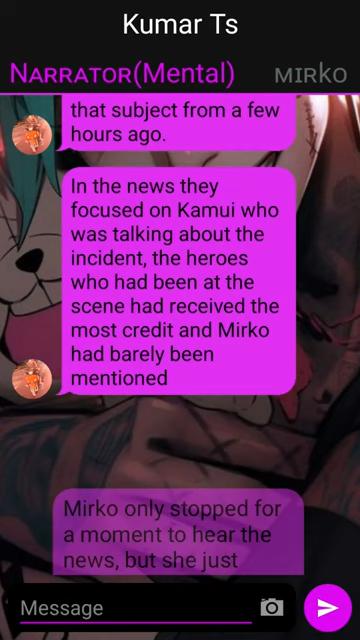 Kumar Ts
Narrator(Mental) Mirko
that subject from a few
hours ago.
In the news they
focused on Kamui who
was talking about the
incident, the heroes
who had been at the
scene had received the
most credit and Mirko
had barely been
mentioned
Mirko only stopped for
a moment to hear the
news, but she just
Message